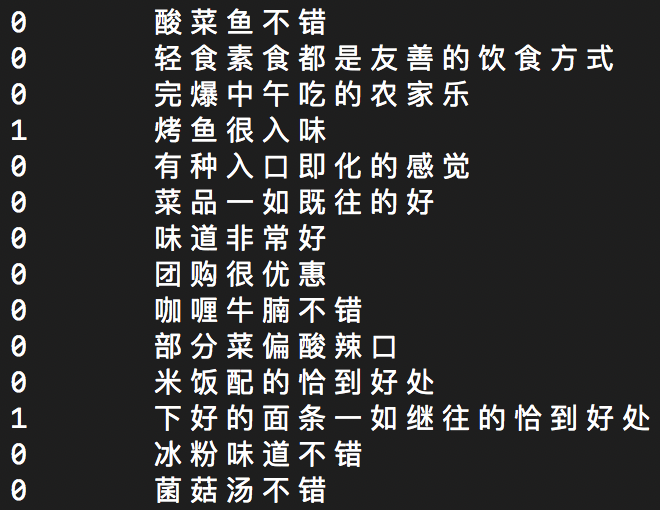 0 酸菜鱼不错
0 轻食素食都是友善的饮食方式
0 完爆中午吃的农家乐
1 烤鱼很入味
0 有种入口即化的感觉
0 菜品一如既往的好
0 味道非常好
0 团购很优惠
0 咖喱牛腩不错
0 部分菜偏酸辣口
0 米饭配的恰到好处
1 下好的面条一如继往的恰到好处
0 冰粉味道不错
0 菌菇汤不错